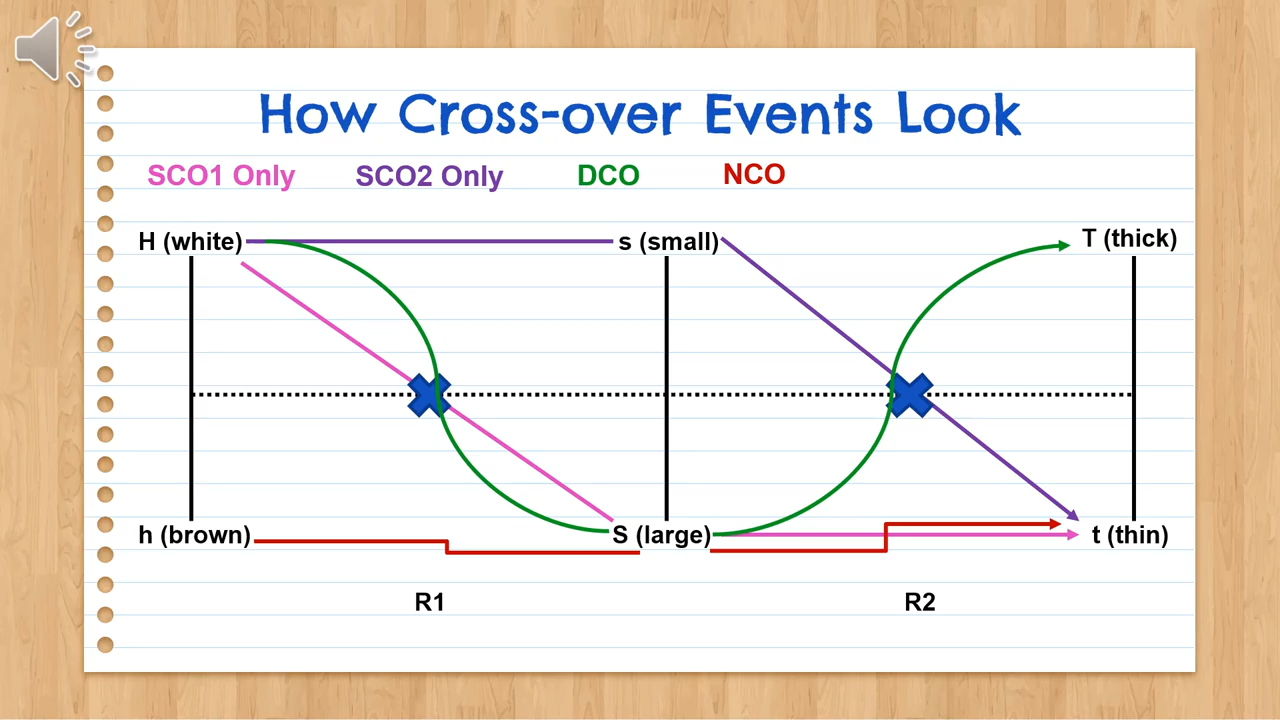 How Cross-over Events Look
SCO1 Only SCO2 Only DCO NCO
H (white) s (small) T (thick)
h (brown) S (large) t (thin)
R1 R2